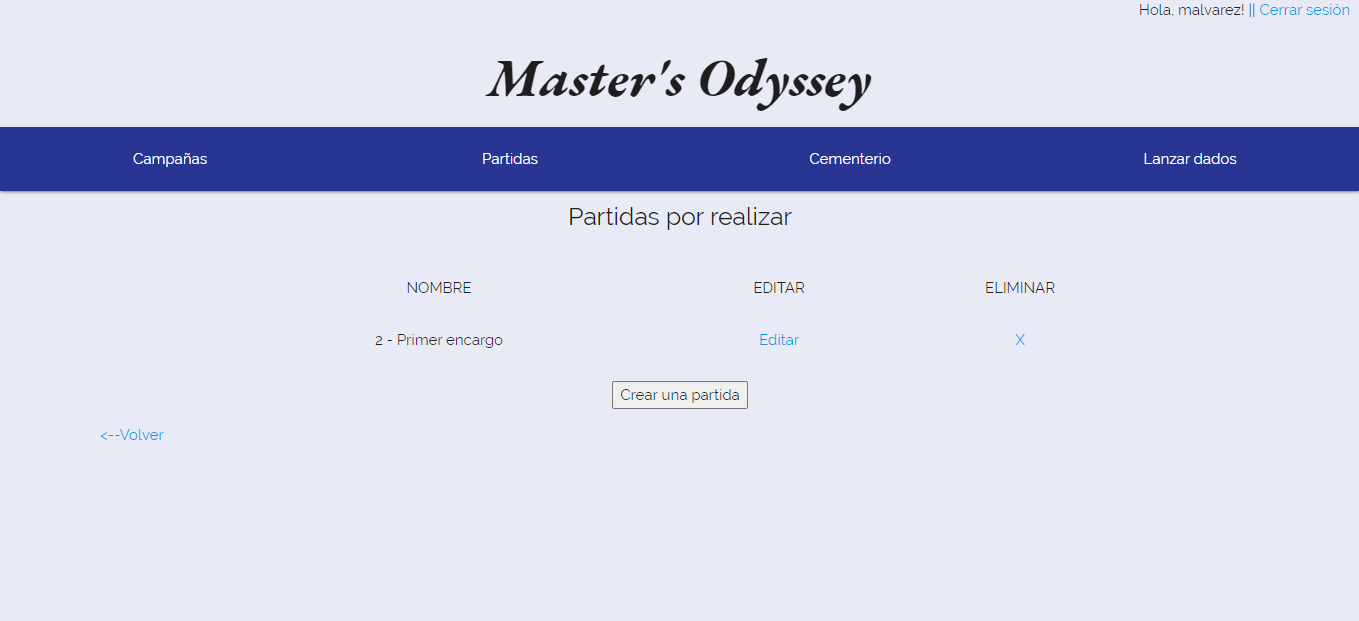 Hola, malvarez! || Cerrar sesión
Master's Odyssey
Campañas Partidas Cementerio Lanzar dados
Partidas por realizar
NOMBRE EDITAR ELIMINAR
2 - Primer encargo Editar X
Crear una partida
<--Volver